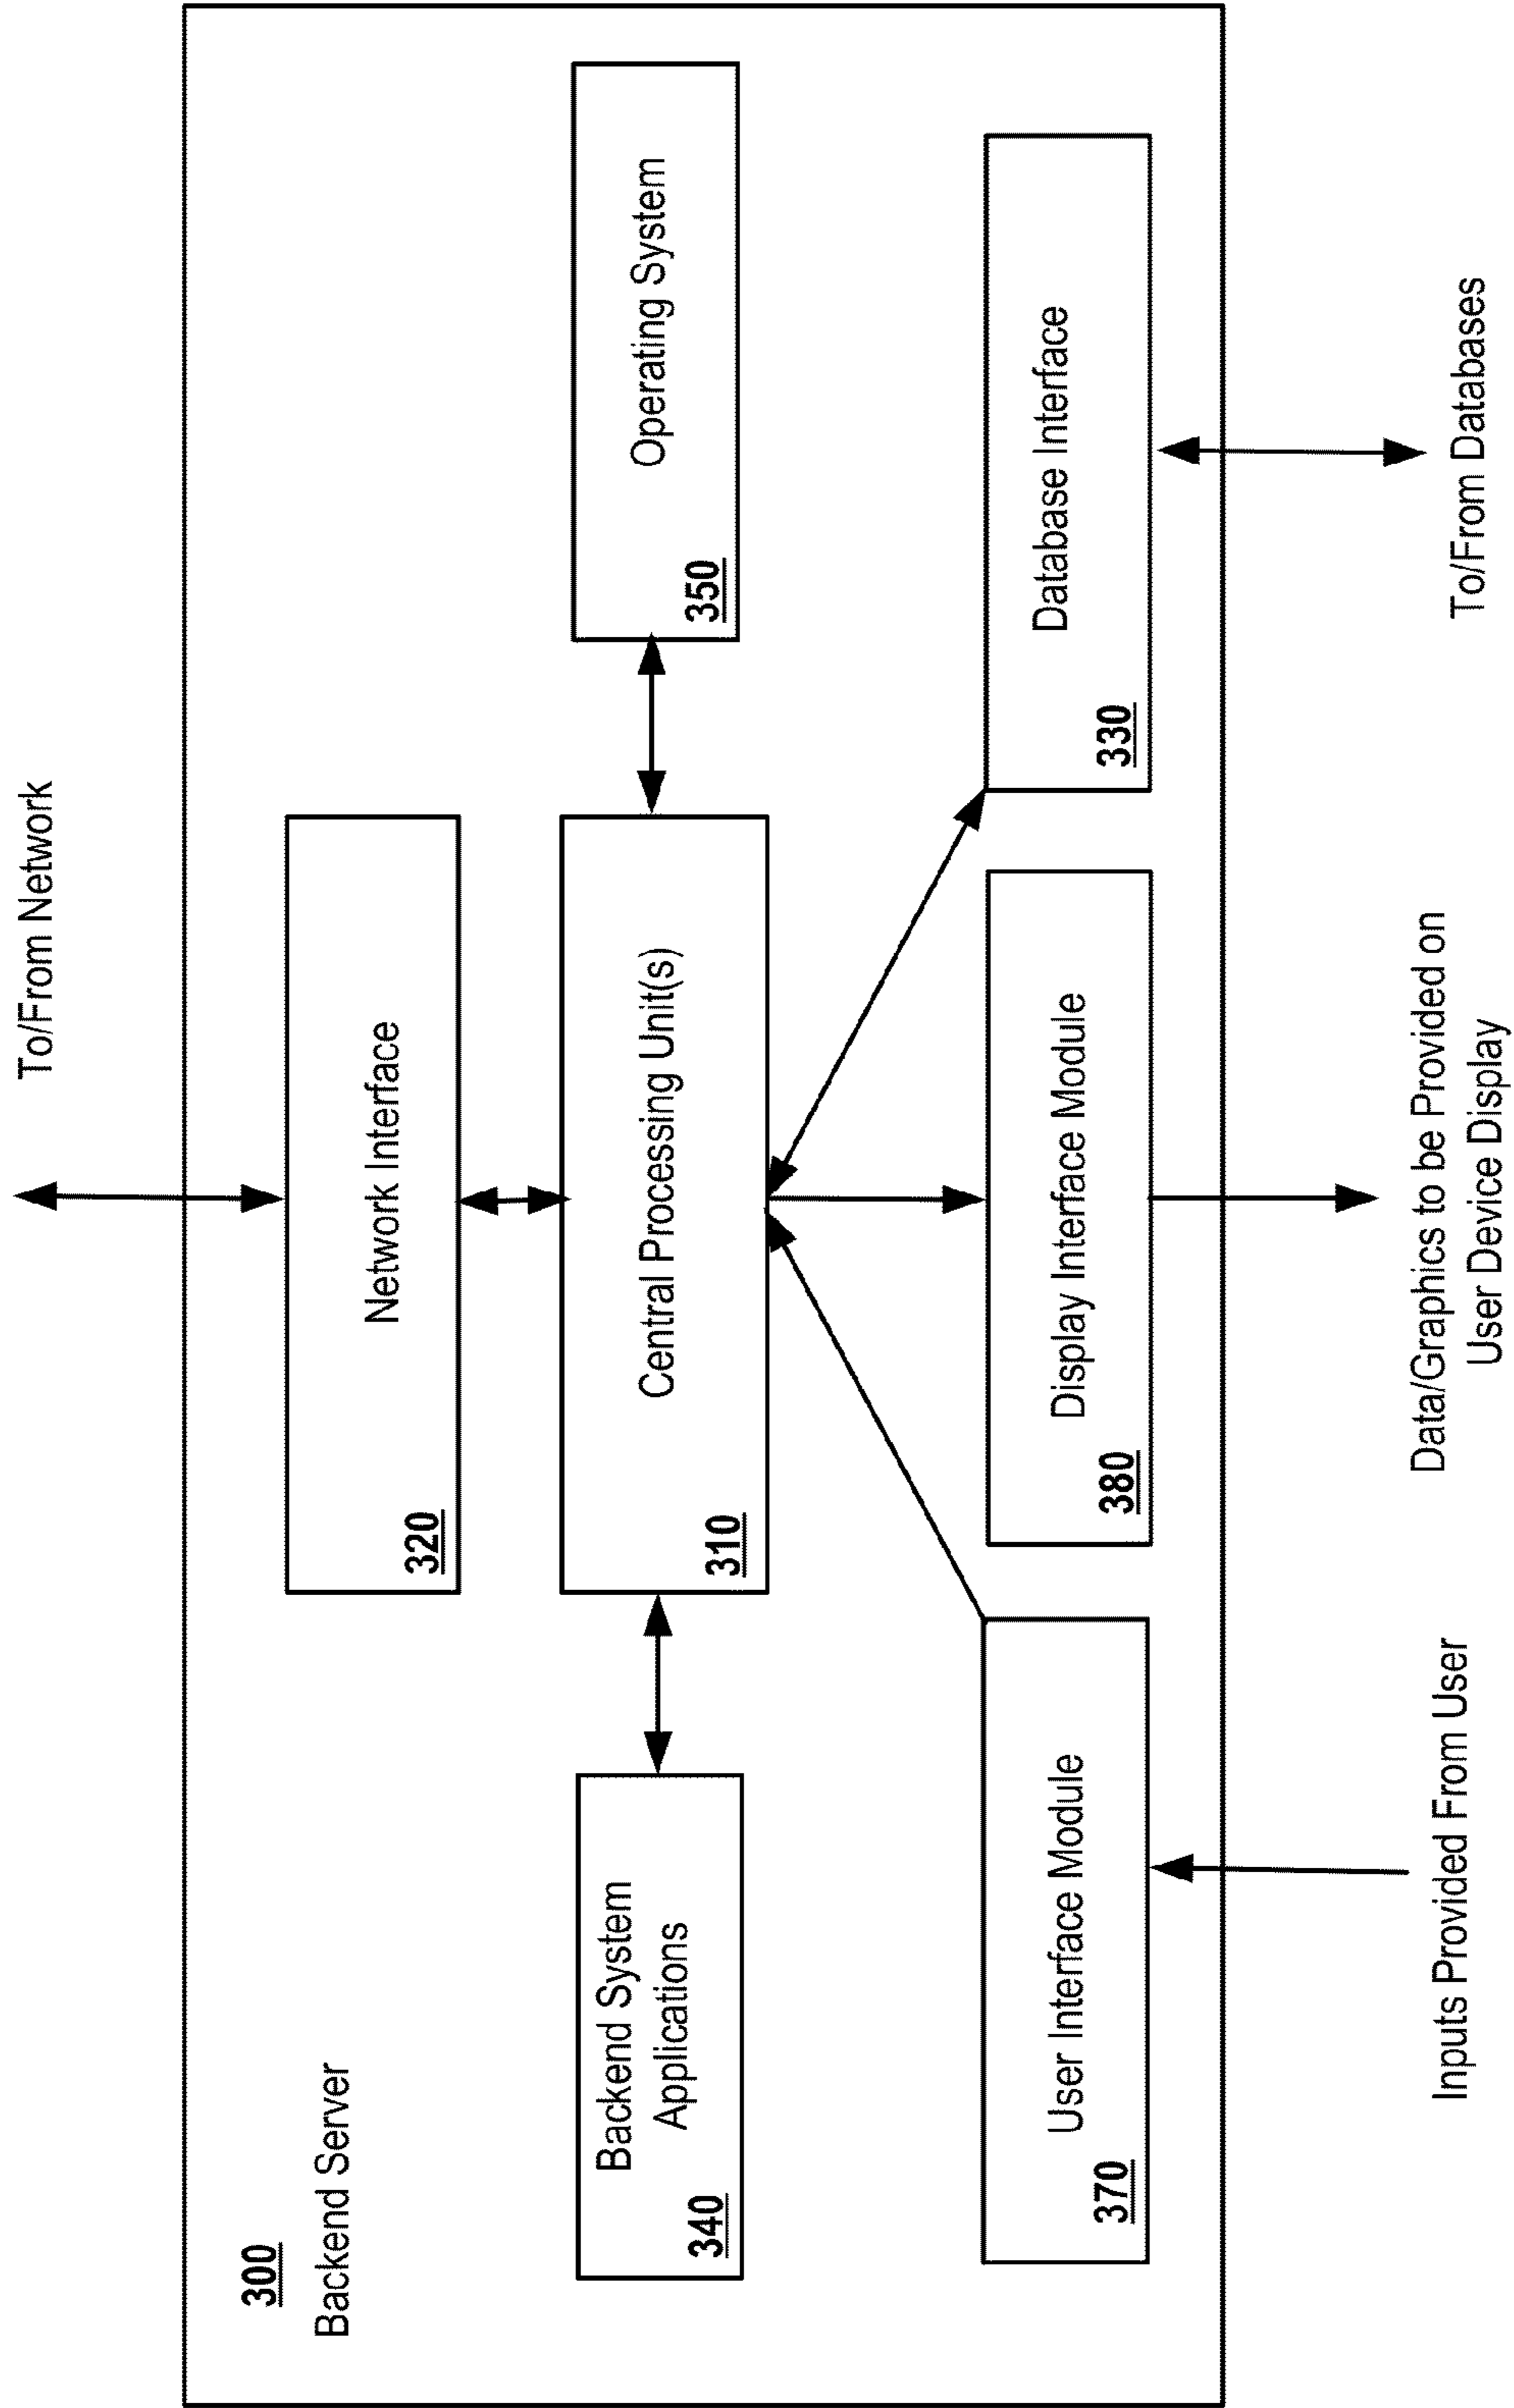 To/From Network
300
Backend Server
Network Interface
320
Backend System
Applications
340
Central Processing Unit(s)
310
Operating System
350
User Interface Module
370
Display Interface Module
380
Database Interface
330
Inputs Provided From User
Data/Graphics to be Provided on
User Device Display
To/From Databases